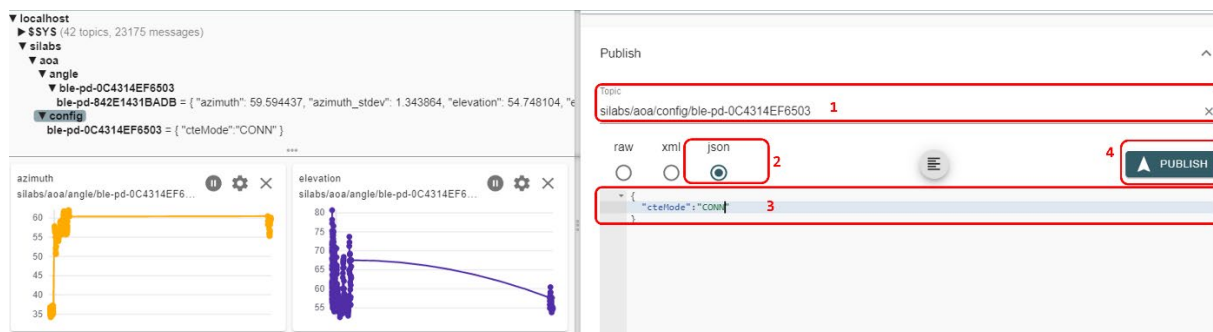 ▼ localhost
▶ $SYS (42 topics, 23175 messages)
▼ silabs
▼ aoa
▼ angle
▼ ble-pd-0C4314EF6503
ble-pd-842E1431BADB = { "azimuth": 59.594437, "azimuth_stdev": 1.343864, "elevation": 54.748104, "e
▼ config
ble-pd-0C4314EF6503 = { "cteMode":"CONN" }
azimuth
silabs/aoa/angle/ble-pd-0C4314EF6...
60
55
50
45
40
35
elevation
silabs/aoa/angle/ble-pd-0C4314EF6...
80
75
70
65
60
55
Publish
Topic
silabs/aoa/config/ble-pd-0C4314EF6503 1
raw xml json
2
4 PUBLISH
{
"cteMode":"CONN" 3
}